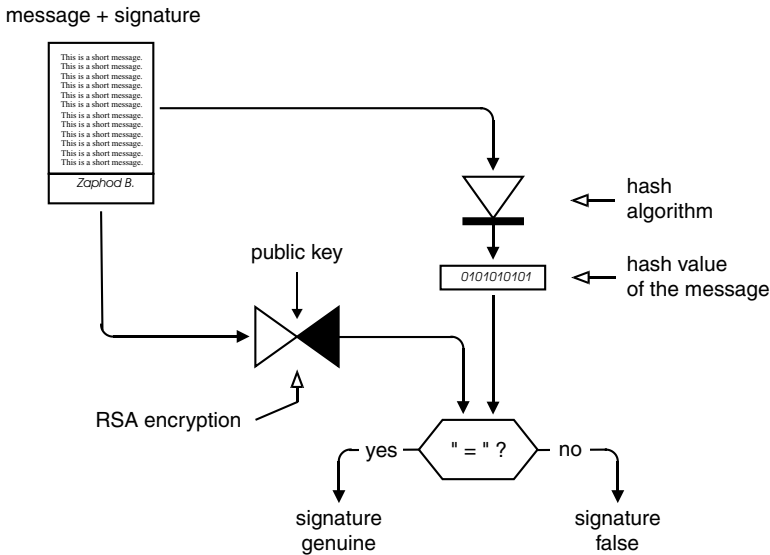 message + signature
This is a short message.
This is a short message.
This is a short message.
This is a short message.
This is a short message.
This is a short message.
This is a short message.
This is a short message.
This is a short message.
This is a short message.
This is a short message.
This is a short message.
Zaphod B.
hash
algorithm
public key
0101010101
hash value
of the message
RSA encryption
yes
" = " ?
no
signature
genuine
signature
false